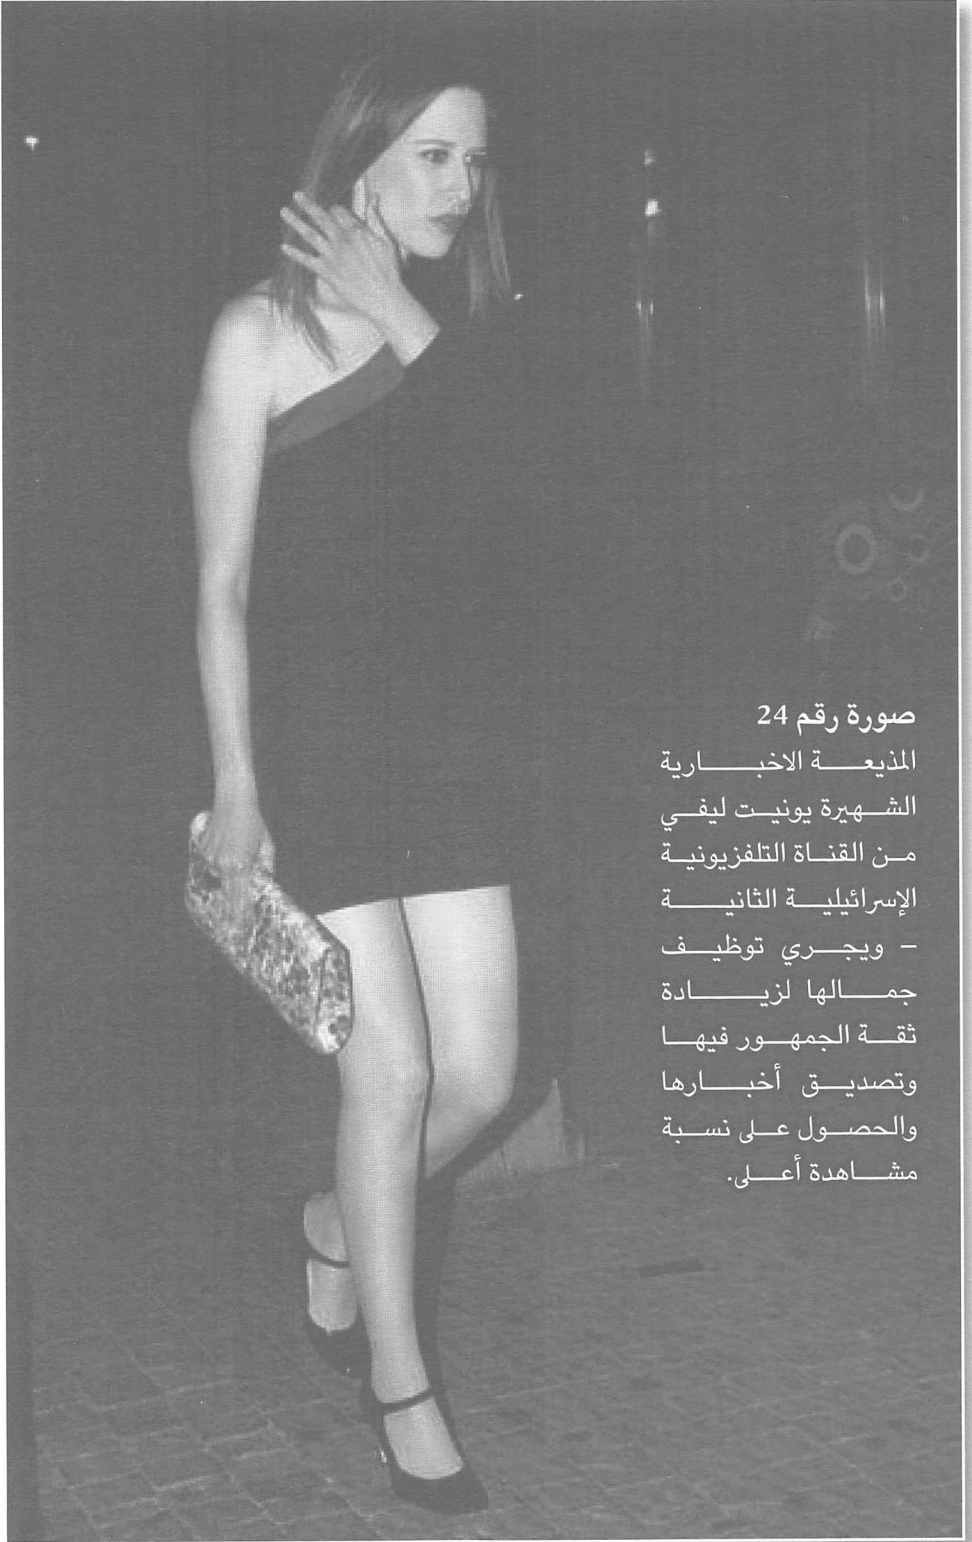 صورة رقم 24
المذيعة الاخبارية
الشهيرة يونيت ليفي
من القناة التلفزيونية
الإسرائيلية الثانية
– ويجري توظيف
جمالها لزيادة
ثقة الجمهور فيها
وتصديق أخبارها
والحصول على نسبة
مشاهدة أعلى.